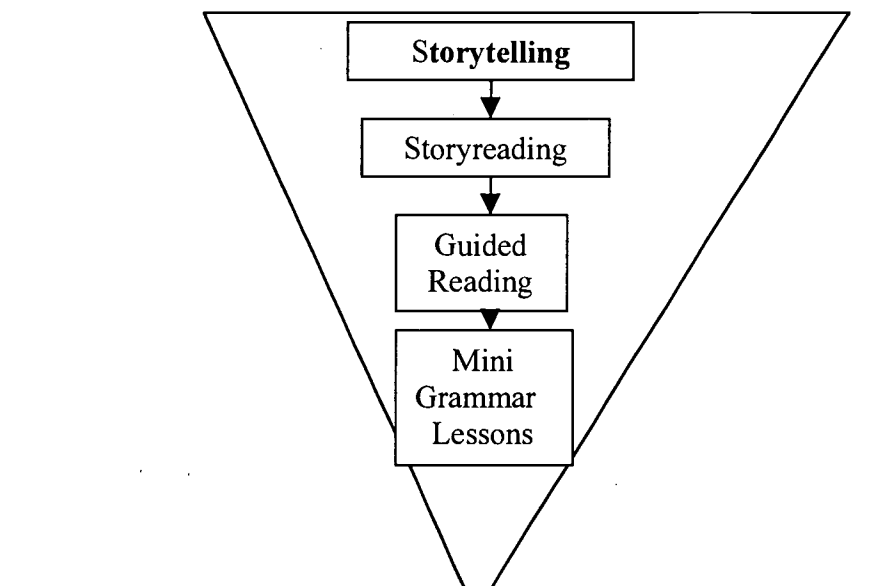 Storytelling
Storyreading
Guided
Reading
Mini
Grammar
Lessons